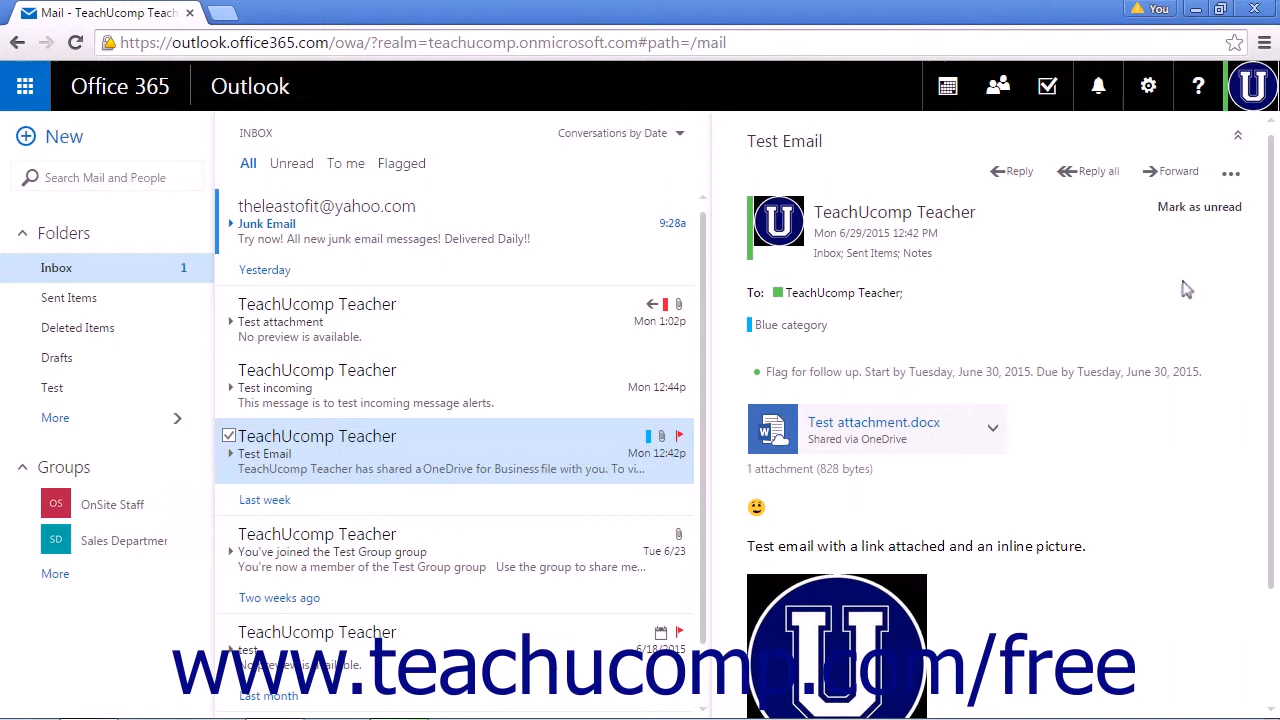 Mail - TeachUcomp Teach
You
https://outlook.office365.com/owa/?realm=teachucomp.onmicrosoft.com#path=/mail
Office 365
Outlook
?
U
New
Search Mail and People
Folders
Inbox 1
Sent Items
Deleted Items
Drafts
Test
More
Groups
OS OnSite Staff
SD Sales Departmer
More
INBOX
Conversations by Date
All Unread To me Flagged
theleastofit@yahoo.com
Junk Email 9:28a
Try now! All new junk email messages! Delivered Daily!!
Yesterday
TeachUcomp Teacher
Test attachment Mon 1:02p
No preview is available.
TeachUcomp Teacher
Test incoming Mon 12:44p
This message is to test incoming message alerts.
TeachUcomp Teacher
Test Email Mon 12:42p
TeachUcomp Teacher has shared a OneDrive for Business file with you. To vi...
Last week
TeachUcomp Teacher
You've joined the Test Group group Tue 6/23
You're now a member of the Test Group group Use the group to share me...
Two weeks ago
TeachUcomp Teacher
test 6/18/2015
No preview is available.
Last month
Test Email
Reply Reply all Forward
Mark as unread
U
TeachUcomp Teacher
Mon 6/29/2015 12:42 PM
Inbox; Sent Items; Notes
To: TeachUcomp Teacher;
Blue category
Flag for follow up. Start by Tuesday, June 30, 2015. Due by Tuesday, June 30, 2015.
Test attachment.docx
Shared via OneDrive
1 attachment (828 bytes)
Test email with a link attached and an inline picture.
U
www.teachucomp.com/free